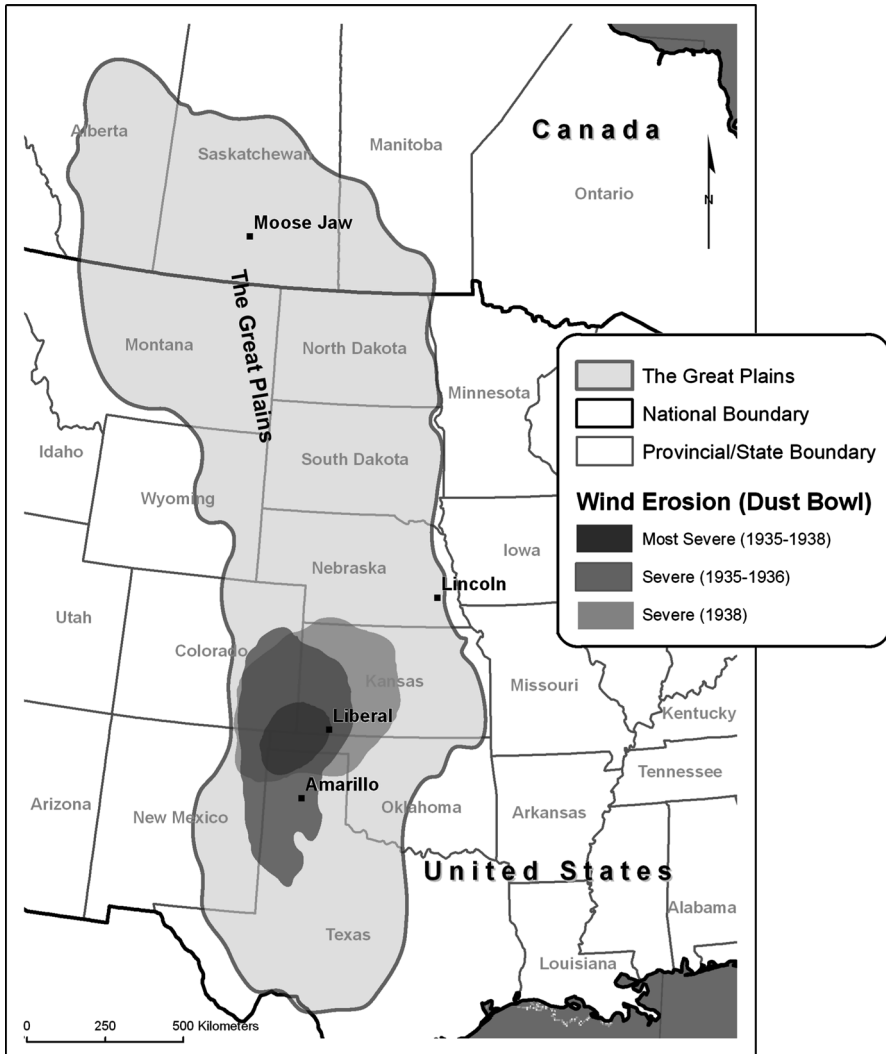 Canada
Alberta
Saskatchewan
Manitoba
Ontario
N
Moose Jaw
The Great Plains
Montana
North Dakota
Minnesota
Idaho
Wyoming
South Dakota
Nebraska
Iowa
Lincoln
Utah
Colorado
Kansas
Missouri
Kentucky
Liberal
Arizona
New Mexico
Amarillo
Oklahoma
Arkansas
Tennessee
United States
Texas
Louisiana
Alabama
0 250 500 Kilometers
The Great Plains
National Boundary
Provincial/State Boundary
Wind Erosion (Dust Bowl)
Most Severe (1935-1938)
Severe (1935-1936)
Severe (1938)